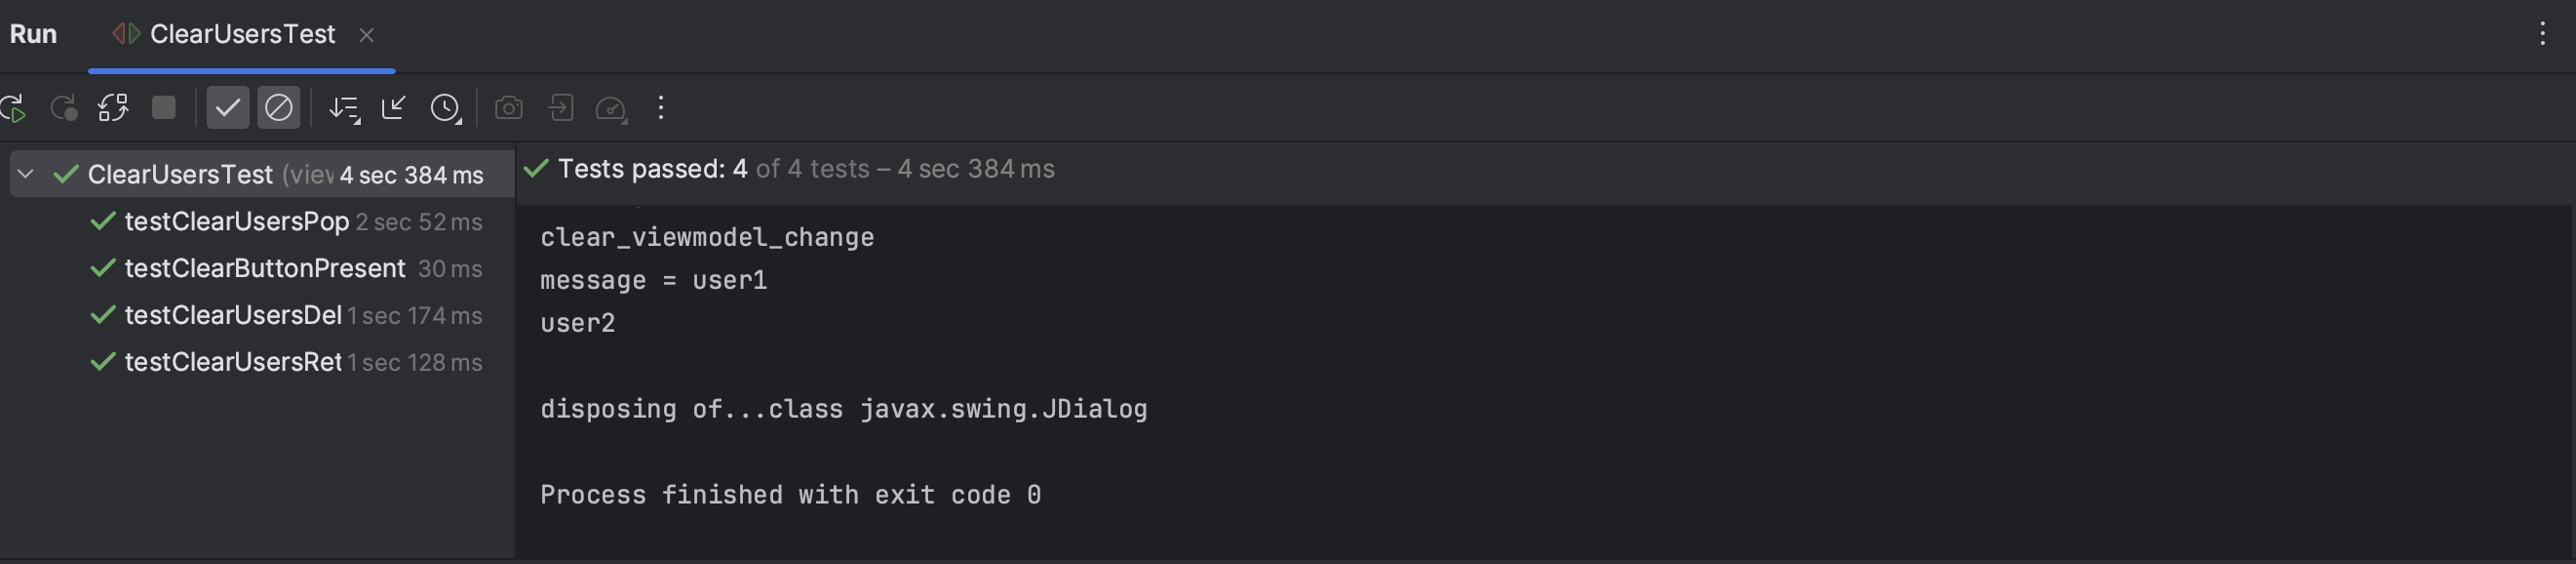 Run ClearUsersTest
ClearUsersTest (view 4 sec 384 ms
testClearUsersPop 2 sec 52 ms
testClearButtonPresent 30 ms
testClearUsersDel 1 sec 174 ms
testClearUsersRet 1 sec 128 ms
Tests passed: 4 of 4 tests – 4 sec 384 ms
clear_viewmodel_change
message = user1
user2
disposing of...class javax.swing.JDialog
Process finished with exit code 0